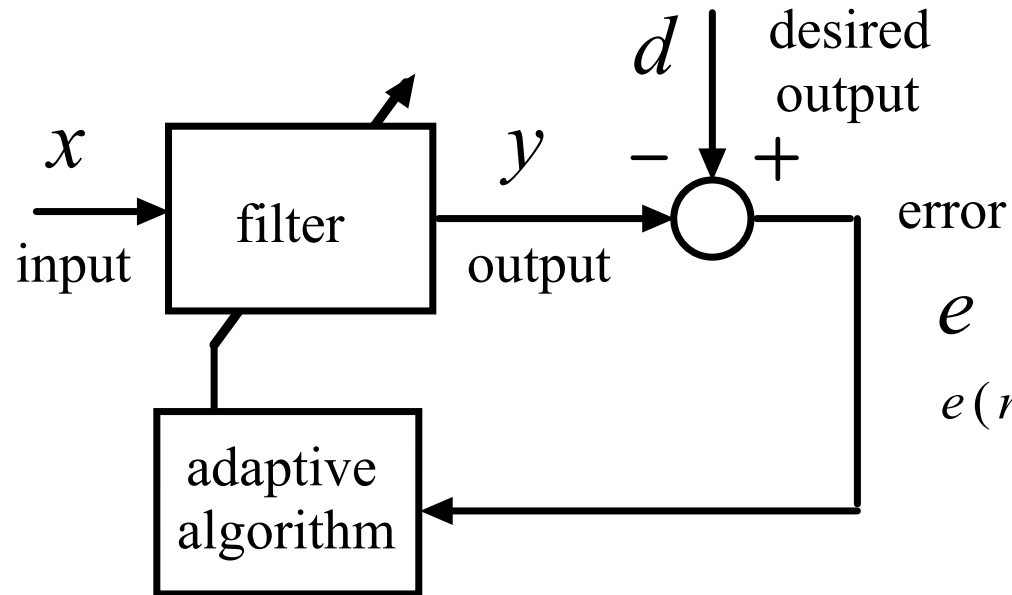 d
desired
output
x
y
− +
filter
error
input
output
e
e(
adaptive
algorithm